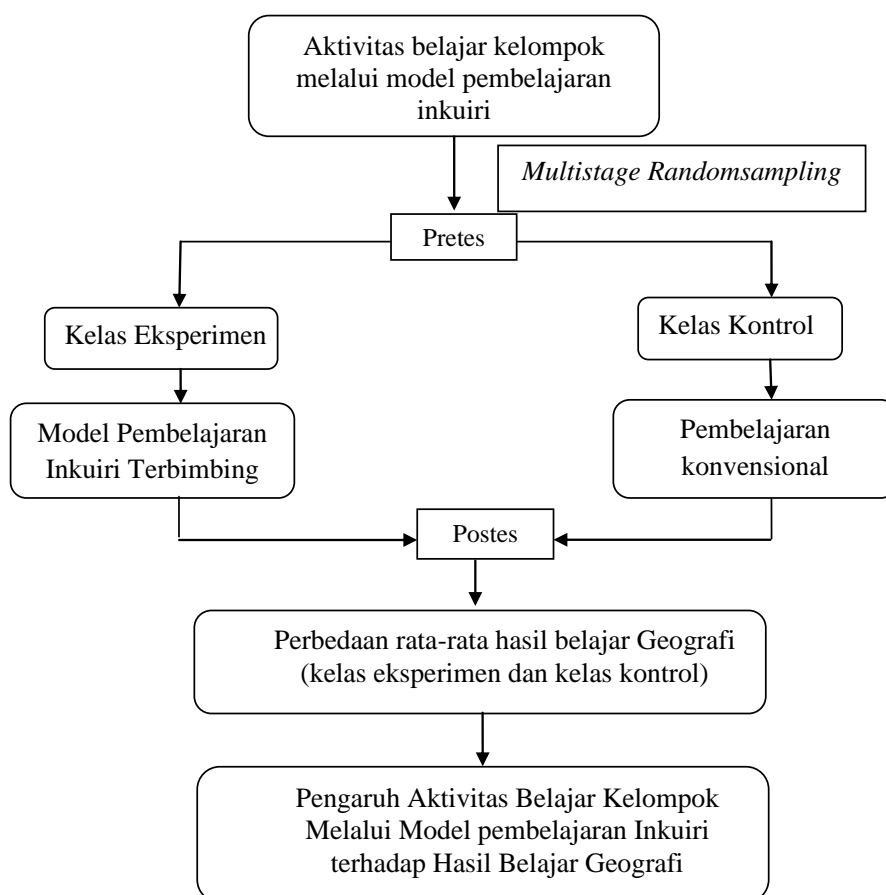 Aktivitas belajar kelompok
melalui model pembelajaran
inkuiri
Multistage Randomsampling
Pretes
Kelas Eksperimen
Kelas Kontrol
Model Pembelajaran
Inkuiri Terbimbing
Pembelajaran
konvensional
Postes
Perbedaan rata-rata hasil belajar Geografi
(kelas eksperimen dan kelas kontrol)
Pengaruh Aktivitas Belajar Kelompok
Melalui Model pembelajaran Inkuiri
terhadap Hasil Belajar Geografi